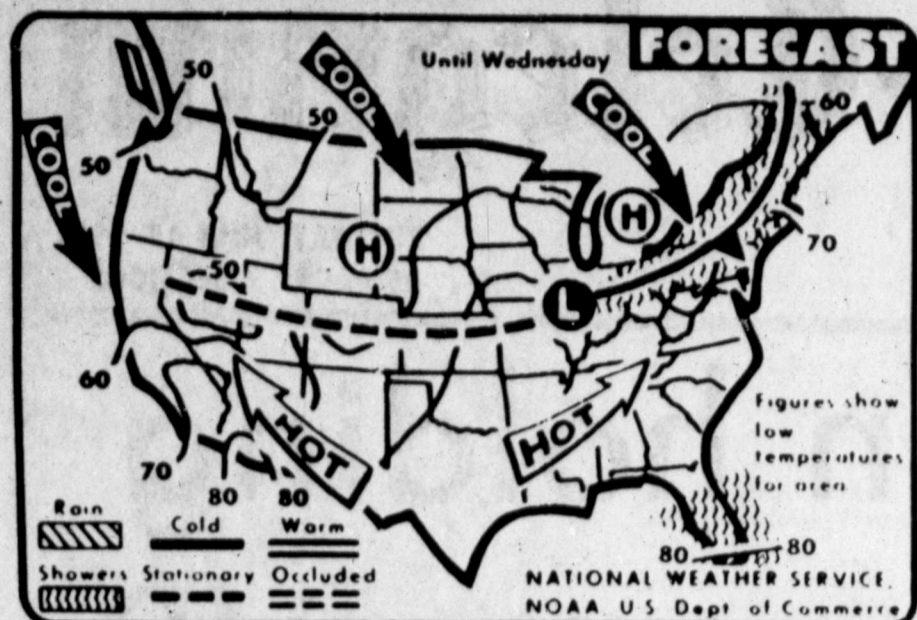 FORECAST
Until Wednesday
COOL
COOL
COOL
50
50
50
60
H
H
70
50
L
60
HOT
HOT
Figures show
low
temperatures
for area
70
80
80
80
80
Rain
Cold
Warm
Showers
Stationary
Occluded
NATIONAL WEATHER SERVICE,
NOAA, U S Dept of Commerce